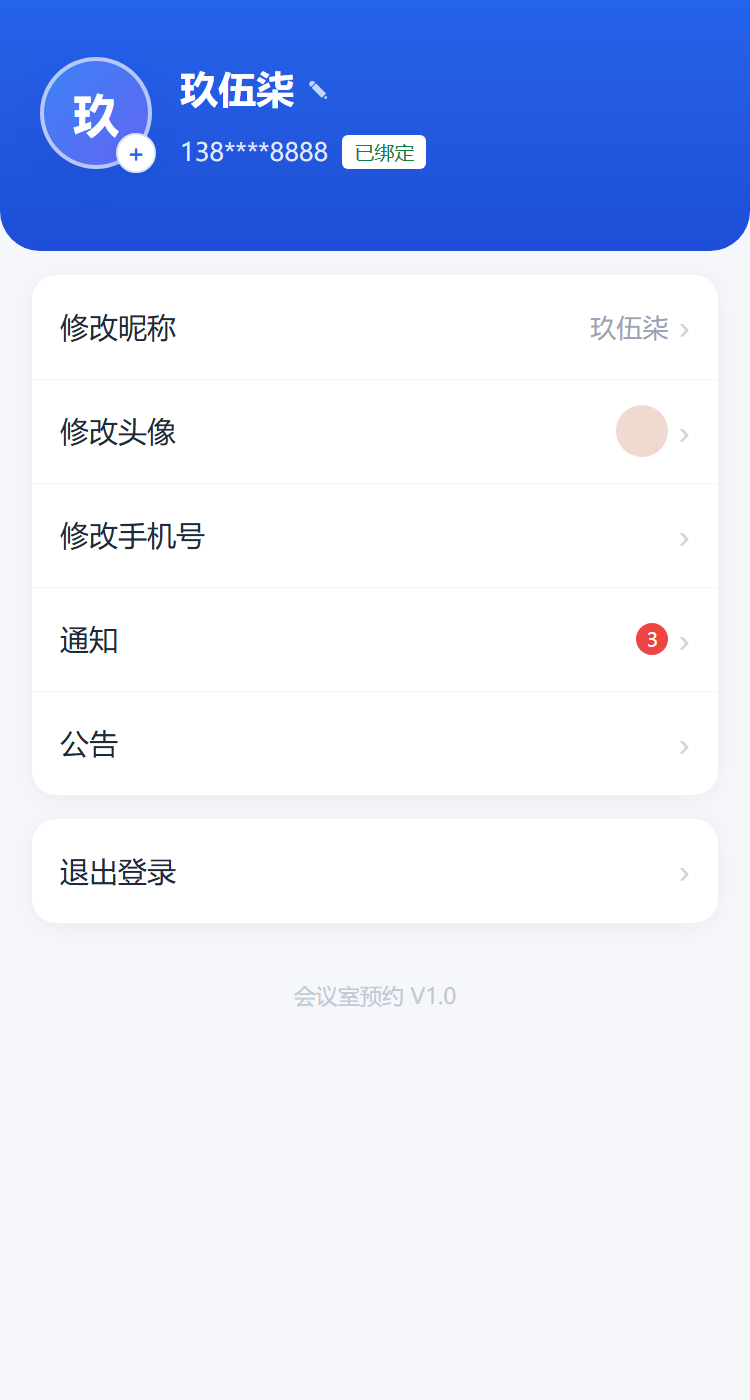 玖
+
玖伍柒
138****8888 已绑定
修改昵称 玖伍柒 ›
修改头像 ›
修改手机号 ›
通知 3 ›
公告 ›
退出登录 ›
会议室预约 V1.0